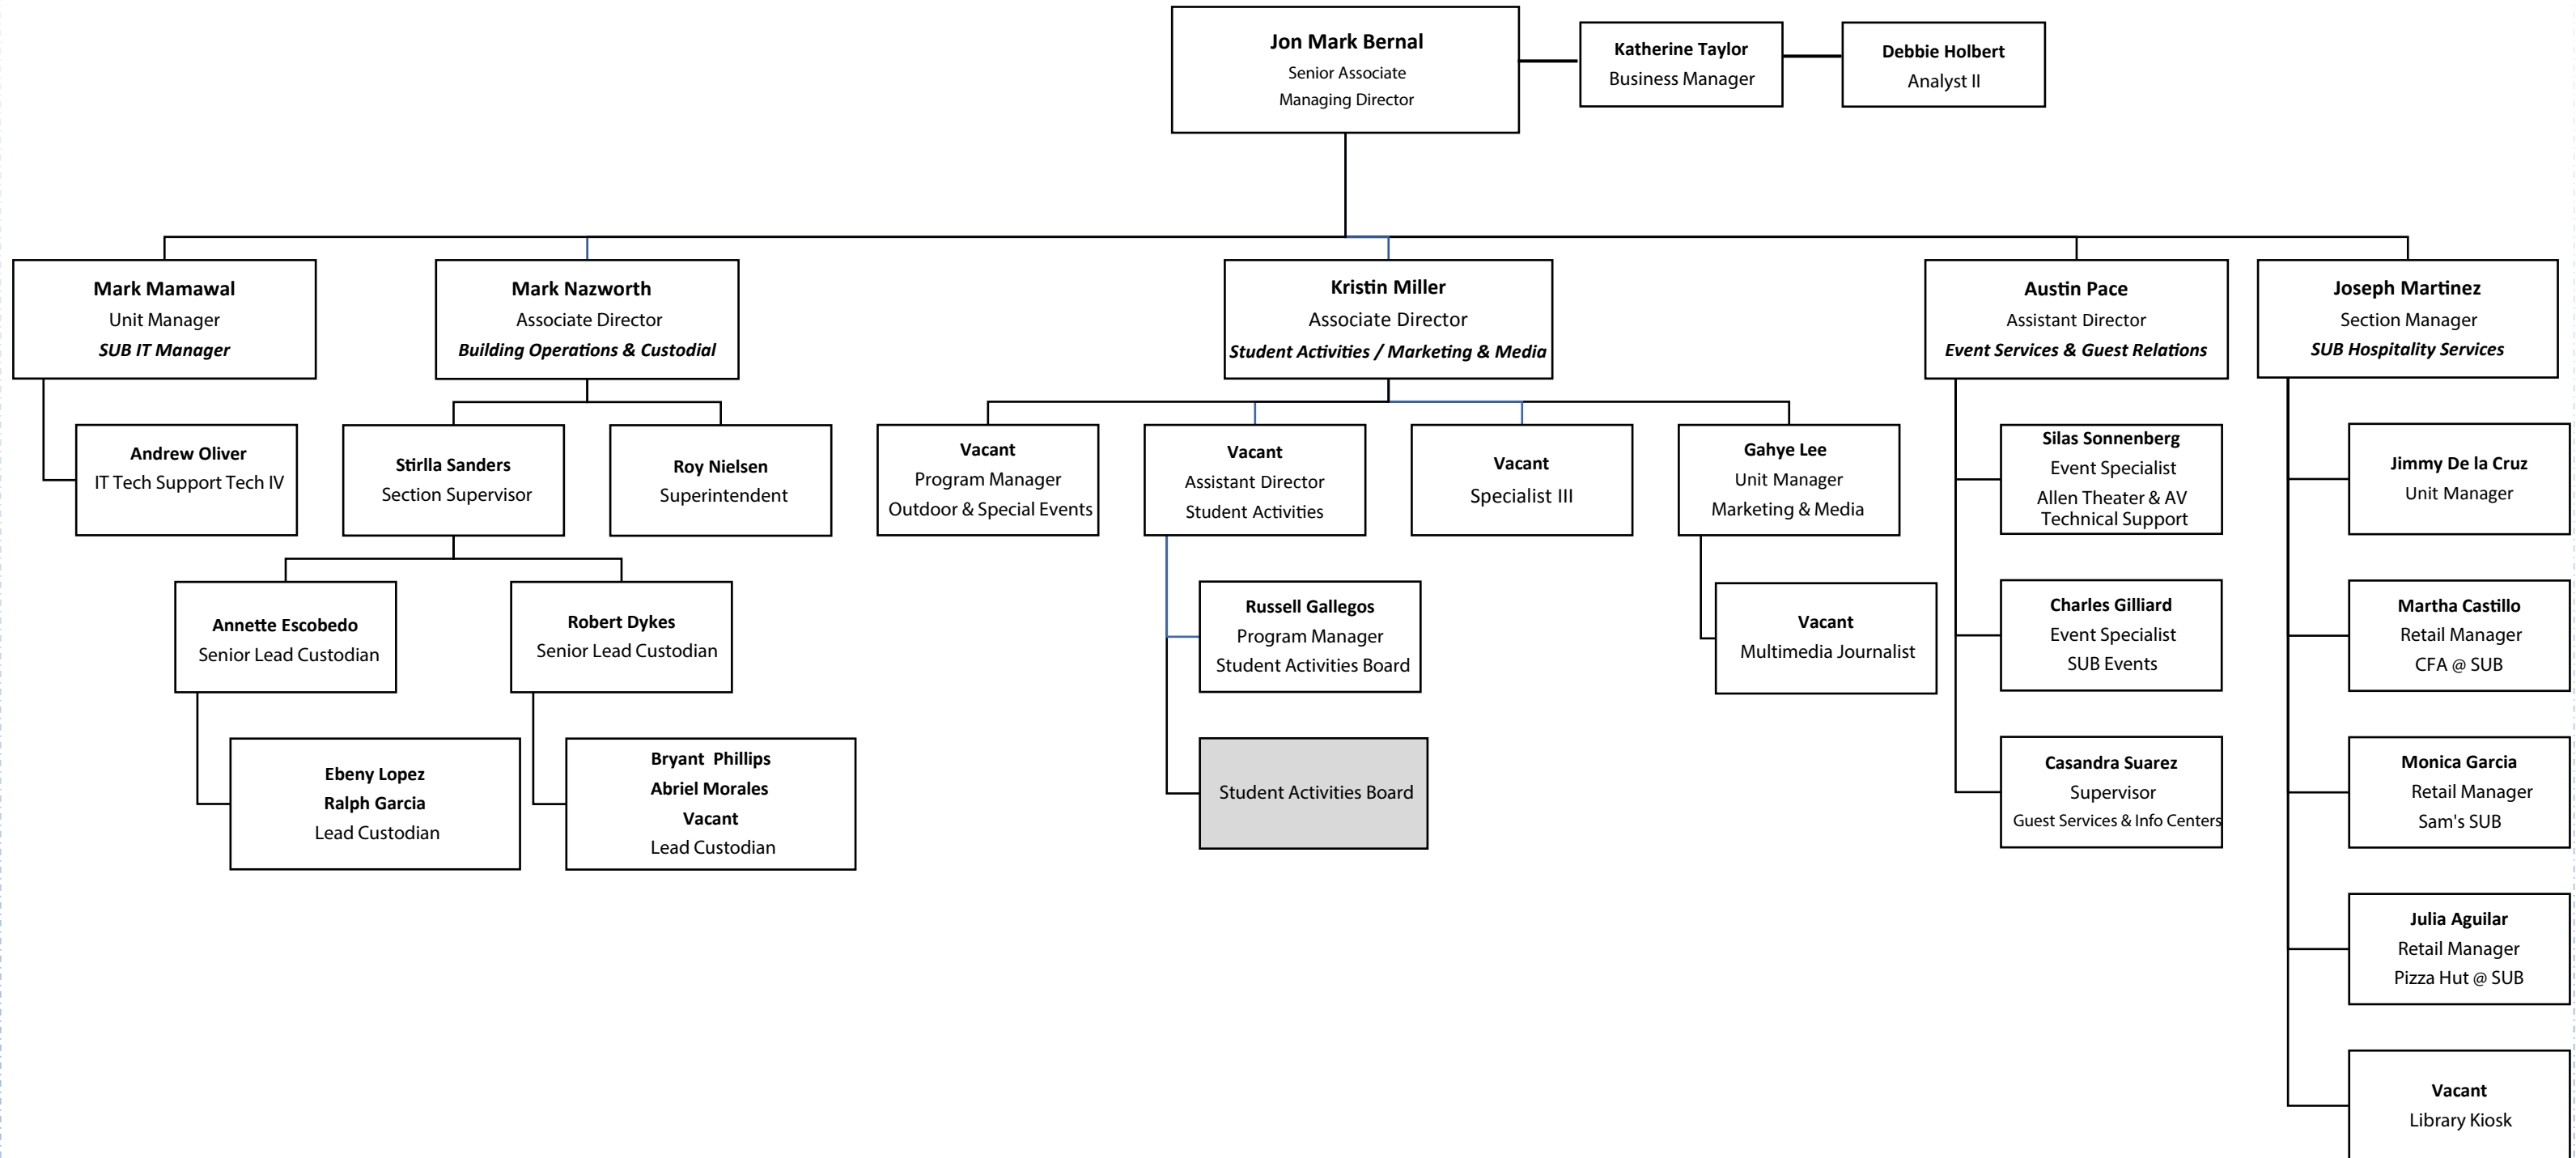 Jon Mark Bernal
Senior Associate
Managing Director
Katherine Taylor
Business Manager
Debbie Holbert
Analyst II
Mark Mamawal
Unit Manager
SUB IT Manager
Mark Nazworth
Associate Director
Building Operations & Custodial
Kristin Miller
Associate Director
Student Activities / Marketing & Media
Austin Pace
Assistant Director
Event Services & Guest Relations
Joseph Martinez
Section Manager
SUB Hospitality Services
Andrew Oliver
IT Tech Support Tech IV
Stirlla Sanders
Section Supervisor
Roy Nielsen
Superintendent
Vacant
Program Manager
Outdoor & Special Events
Vacant
Assistant Director
Student Activities
Vacant
Specialist III
Gahye Lee
Unit Manager
Marketing & Media
Silas Sonnenberg
Event Specialist
Allen Theater & AV
Technical Support
Jimmy De la Cruz
Unit Manager
Annette Escobedo
Senior Lead Custodian
Robert Dykes
Senior Lead Custodian
Russell Gallegos
Program Manager
Student Activities Board
Vacant
Multimedia Journalist
Charles Gilliard
Event Specialist
SUB Events
Martha Castillo
Retail Manager
CFA @ SUB
Ebeny Lopez
Ralph Garcia
Lead Custodian
Bryant Phillips
Abriel Morales
Vacant
Lead Custodian
Student Activities Board
Casandra Suarez
Supervisor
Guest Services & Info Centers
Monica Garcia
Retail Manager
Sam's SUB
Julia Aguilar
Retail Manager
Pizza Hut @ SUB
Vacant
Library Kiosk